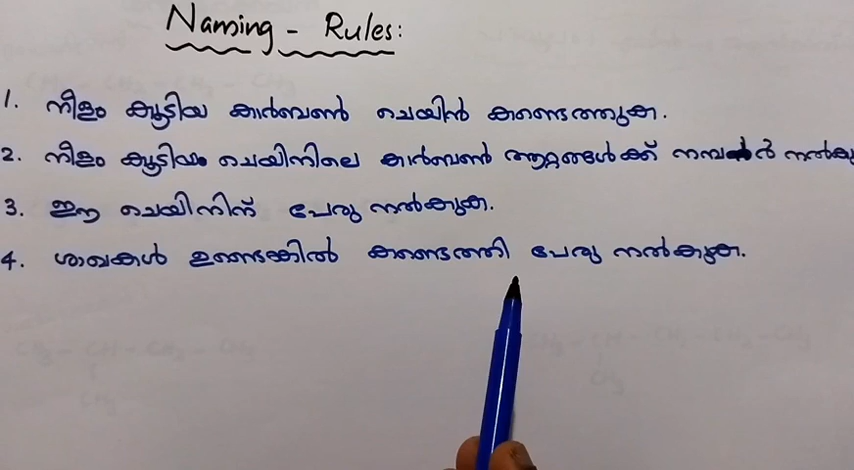 Naming - Rules:
1. നീളം കൂടിയ കാർബൺ ചെയിൻ കണ്ടെത്തുക.
2. നീളം കൂടിയ ചെയിനിലെ കാർബൺ ആറ്റങ്ങൾക്ക് നമ്പർ നൽകു
3. ഈ ചെയിനിന് പേരു നൽകുക.
4. ശാഖകൾ ഉണ്ടെങ്കിൽ കണ്ടെത്തി പേരു നൽകുക.